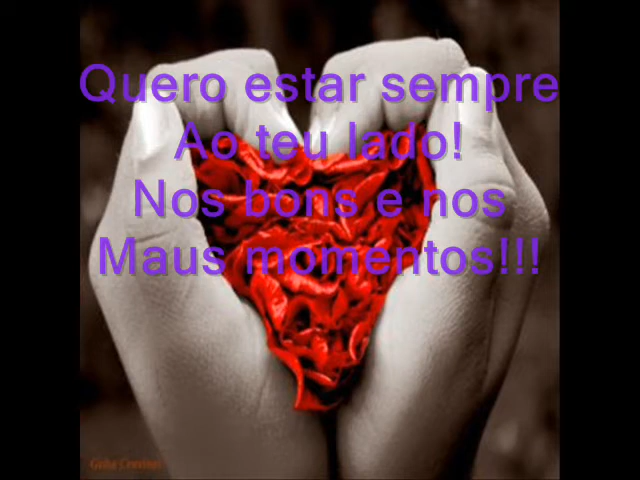 Quero estar sempre
Ao teu lado!
Nos bons e nos
Maus momentos!!!